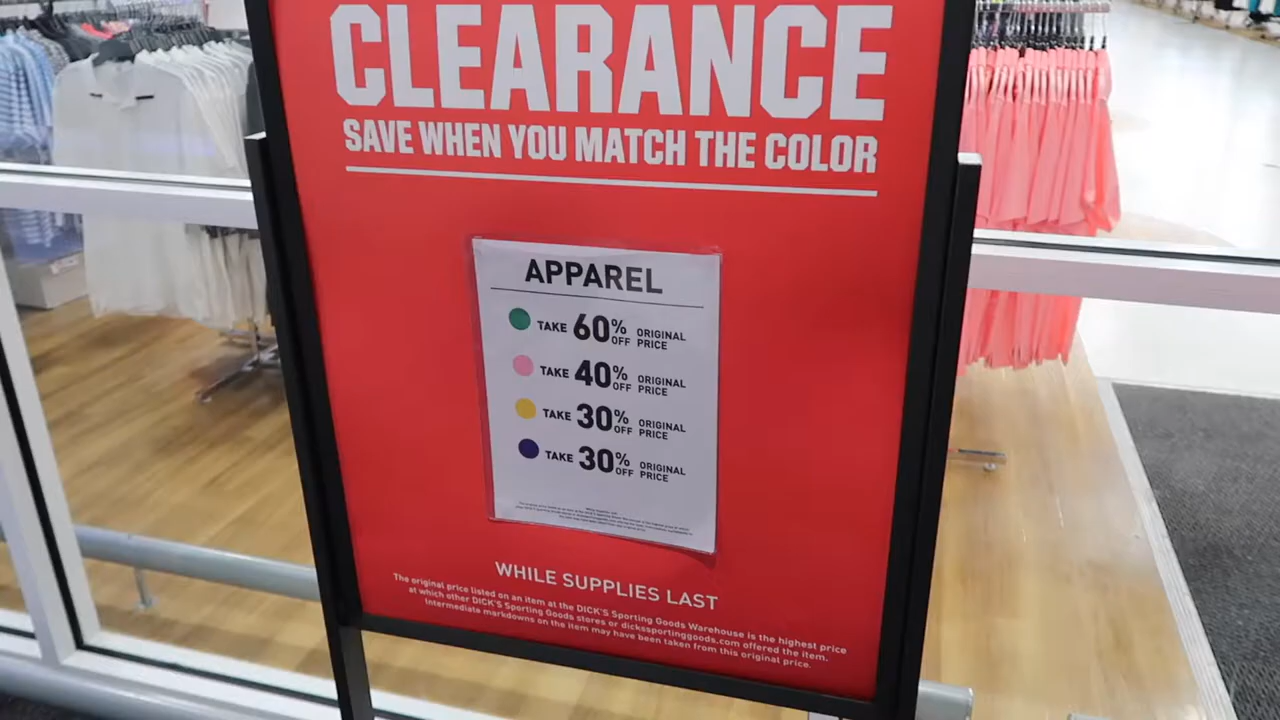 CLEARANCE
SAVE WHEN YOU MATCH THE COLOR
APPAREL
TAKE 60% OFF ORIGINAL PRICE
TAKE 40% OFF ORIGINAL PRICE
TAKE 30% OFF ORIGINAL PRICE
TAKE 30% OFF ORIGINAL PRICE
WHILE SUPPLIES LAST
The original price listed on an item at the DICK'S Sporting Goods Warehouse is the highest price
at which other DICK'S Sporting Goods stores or dickssportinggoods.com offered the item.
Intermediate markdowns on the item may have been taken from this original price.